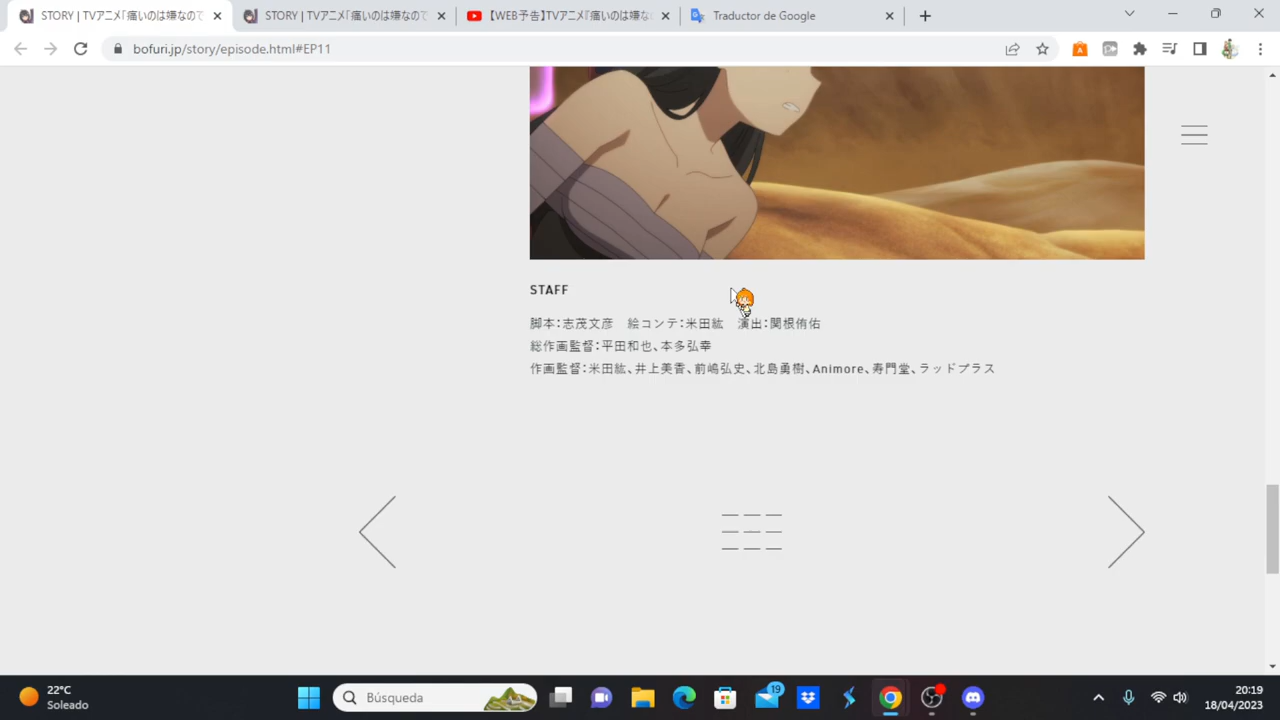 STORY | TVアニメ「痛いのは嫌なので
STORY | TVアニメ「痛いのは嫌なので
【WEB予告】TVアニメ『痛いのは嫌な
Traductor de Google
bofuri.jp/story/episode.html#EP11
STAFF
脚本：志茂文彦　絵コンテ：米田紘　演出：関根侑佑
総作画監督：平田和也、本多弘幸
作画監督：米田紘、井上美香、前嶋弘史、北島勇樹、Animore、寿門堂、ラッドプラス
22°C
Soleado
Búsqueda
19
20:19
18/04/2023